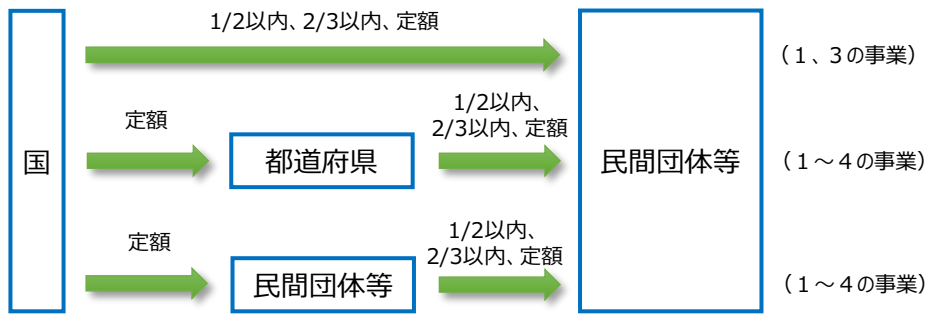 1/2以内、2/3以内、定額
（１、３の事業）
定額
1/2以内、
2/3以内、定額
国
都道府県
民間団体等
（１～４の事業）
定額
1/2以内、
2/3以内、定額
民間団体等
（１～４の事業）